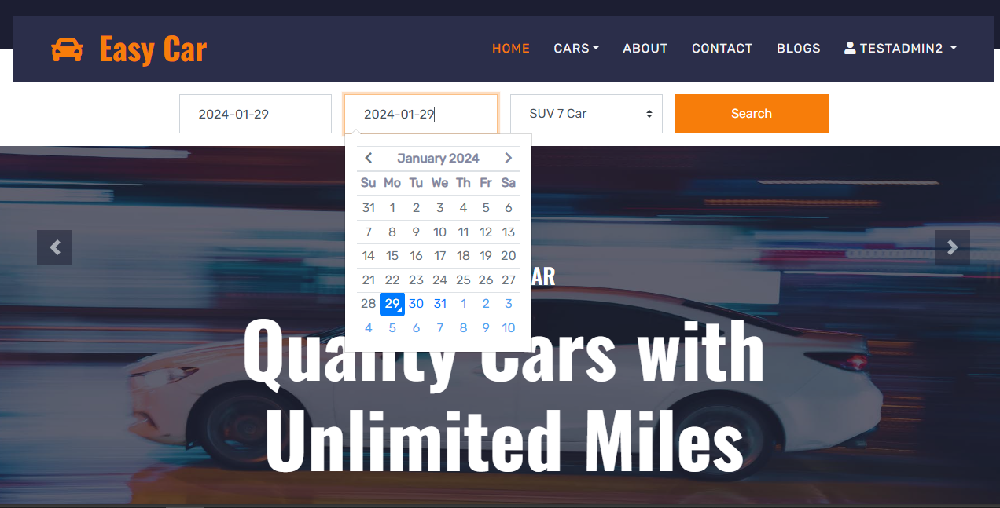 Easy Car
HOME CARS ABOUT CONTACT BLOGS TESTADMIN2
2024-01-29 2024-01-29 SUV 7 Car Search
January 2024
Su Mo Tu We Th Fr Sa
31 1 2 3 4 5 6
7 8 9 10 11 12 13
14 15 16 17 18 19 20
21 22 23 24 25 26 27
28 29 30 31 1 2 3
4 5 6 7 8 9 10
AR
Quality Cars with
Unlimited Miles